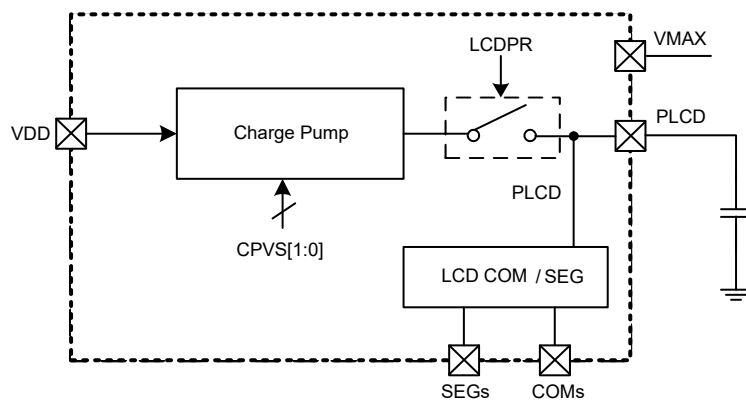 LCDPR
VMAX
VDD
Charge Pump
PLCD
PLCD
CPVS[1:0]
LCD COM / SEG
SEGs
COMs